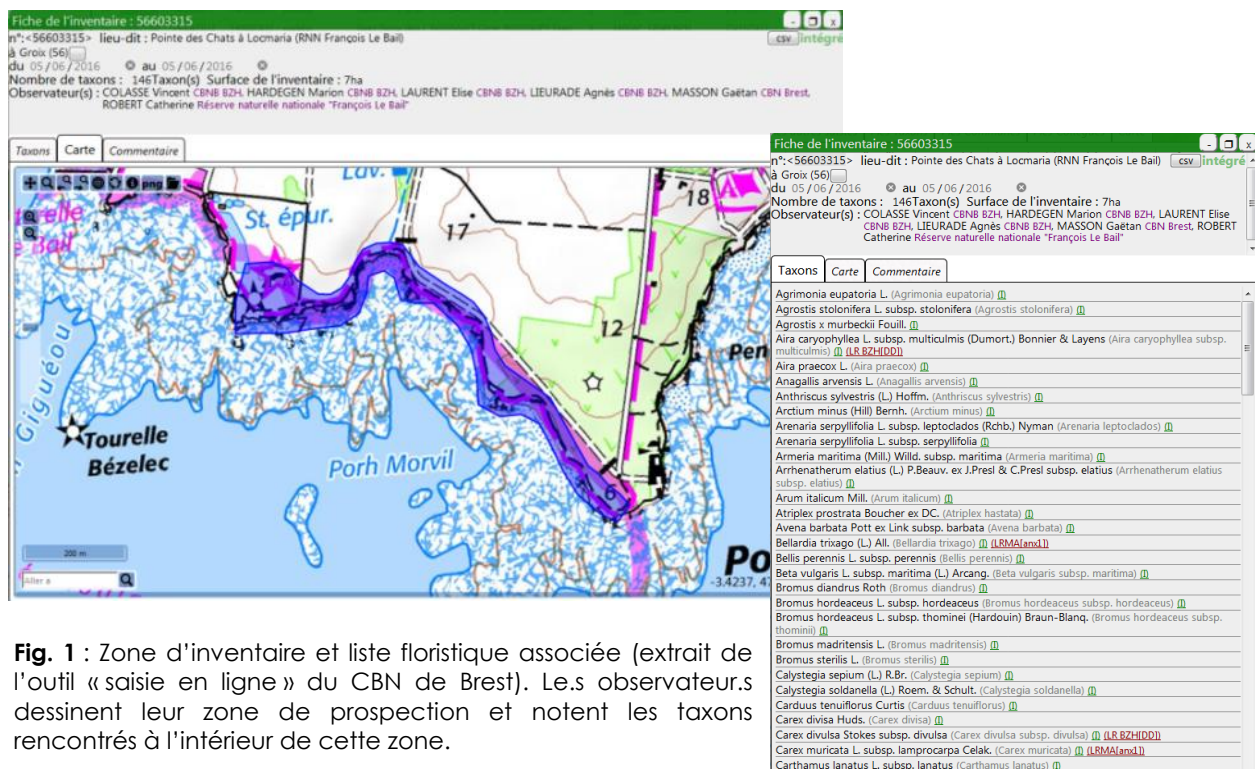 Fiche de l'inventaire : 56603315
n°:<56603315> lieu-dit : Pointe des Chats à Locmaria (RNN François Le Bail)
csv intégré
à Groix (56)
du 05/06/2016 au 05/06/2016
Nombre de taxons : 146Taxon(s) Surface de l'inventaire : 7ha
Observateur(s) : COLASSE Vincent CBNB BZH, HARDEGEN Marion CBNB BZH, LAURENT Elise CBNB BZH, LIEURADE Agnès CBNB BZH, MASSON Gaëtan CBN Brest,
ROBERT Catherine Réserve naturelle nationale "François Le Bail"
Taxons Carte Commentaire
png
Lav.
St. épur.
17
18
12
6
Pen
Giguéou
Tourelle
Bézelec
Porh Morvil
200 m
Aller a
Po
-3.4237, 47
Fiche de l'inventaire : 56603315
n°:<56603315> lieu-dit : Pointe des Chats à Locmaria (RNN François Le Bail)
csv intégré
à Groix (56)
du 05/06/2016 au 05/06/2016
Nombre de taxons : 146Taxon(s) Surface de l'inventaire : 7ha
Observateur(s) : COLASSE Vincent CBNB BZH, HARDEGEN Marion CBNB BZH, LAURENT Elise
CBNB BZH, LIEURADE Agnès CBNB BZH, MASSON Gaëtan CBN Brest, ROBERT
Catherine Réserve naturelle nationale "François Le Bail"
Taxons Carte Commentaire
Agrimonia eupatoria L. (Agrimonia eupatoria) (I)
Agrostis stolonifera L. subsp. stolonifera (Agrostis stolonifera) (I)
Agrostis x murbeckii Fouill. (I)
Aira caryophyllea L. subsp. multiculmis (Dumort.) Bonnier & Layens (Aira caryophyllea subsp.
multiculmis) (I) (LR BZH[DD])
Aira praecox L. (Aira praecox) (I)
Anagallis arvensis L. (Anagallis arvensis) (I)
Anthriscus sylvestris (L.) Hoffm. (Anthriscus sylvestris) (I)
Arctium minus (Hill) Bernh. (Arctium minus) (I)
Arenaria serpyllifolia L. subsp. leptoclados (Rchb.) Nyman (Arenaria leptoclados) (I)
Arenaria serpyllifolia L. subsp. serpyllifolia (I)
Armeria maritima (Mill.) Willd. subsp. maritima (Armeria maritima) (I)
Arrhenatherum elatius (L.) P.Beauv. ex J.Presl & C.Presl subsp. elatius (Arrhenatherum elatius
subsp. elatius) (I)
Arum italicum Mill. (Arum italicum) (I)
Atriplex prostrata Boucher ex DC. (Atriplex hastata) (I)
Avena barbata Pott ex Link subsp. barbata (Avena barbata) (I)
Bellardia trixago (L.) All. (Bellardia trixago) (I) (LRMA[anx1])
Bellis perennis L. subsp. perennis (Bellis perennis) (I)
Beta vulgaris L. subsp. maritima (L.) Arcang. (Beta vulgaris subsp. maritima) (I)
Bromus diandrus Roth (Bromus diandrus) (I)
Bromus hordeaceus L. subsp. hordeaceus (Bromus hordeaceus subsp. hordeaceus) (I)
Bromus hordeaceus L. subsp. thominei (Hardouin) Braun-Blanq. (Bromus hordeaceus subsp.
thominii) (I)
Bromus madritensis L. (Bromus madritensis) (I)
Bromus sterilis L. (Bromus sterilis) (I)
Calystegia sepium (L.) R.Br. (Calystegia sepium) (I)
Calystegia soldanella (L.) Roem. & Schult. (Calystegia soldanella) (I)
Carduus tenuiflorus Curtis (Carduus tenuiflorus) (I)
Carex divisa Huds. (Carex divisa) (I)
Carex divulsa Stokes subsp. divulsa (Carex divulsa subsp. divulsa) (I) (LR BZH[DD])
Carex muricata L. subsp. lamprocarpa Celak. (Carex muricata) (I) (LRMA[anx1])
Carthamus lanatus L. subsp. lanatus (Carthamus lanatus) (I)
Fig. 1 : Zone d'inventaire et liste floristique associée (extrait de
l'outil « saisie en ligne » du CBN de Brest). Le.s observateur.s
dessinent leur zone de prospection et notent les taxons
rencontrés à l'intérieur de cette zone.